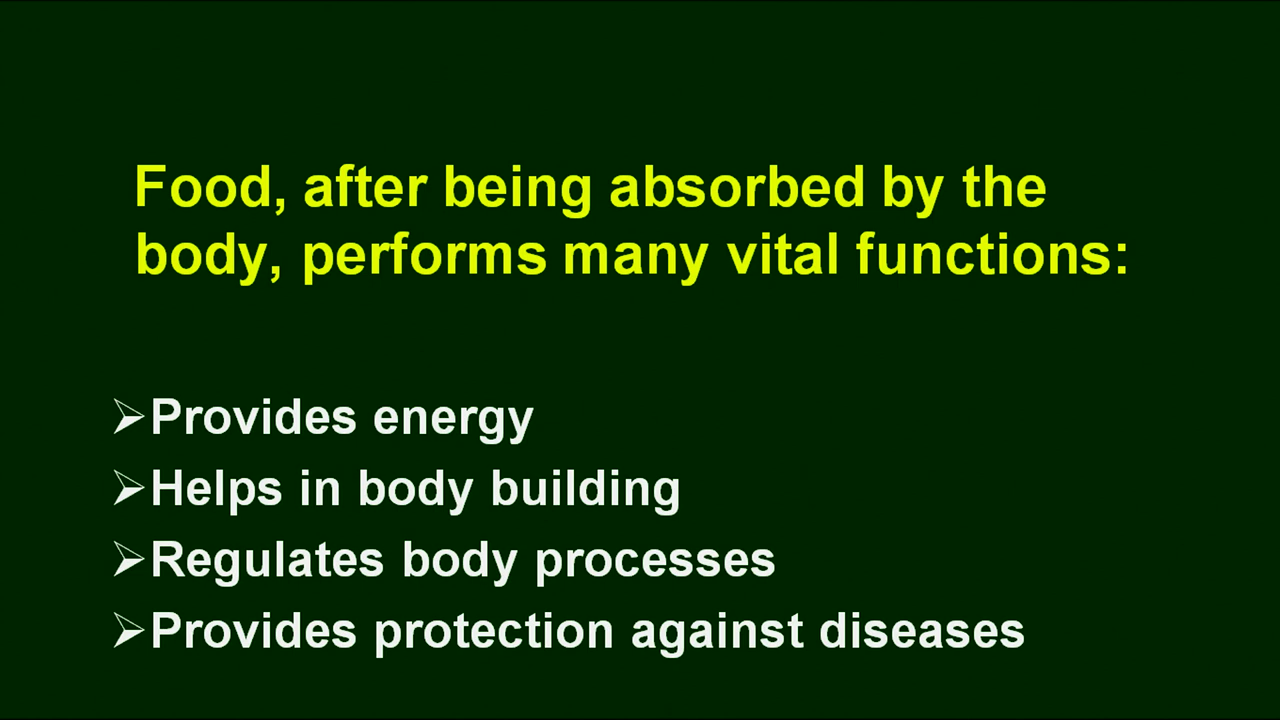 Food, after being absorbed by the
body, performs many vital functions:
➢Provides energy
➢Helps in body building
➢Regulates body processes
➢Provides protection against diseases